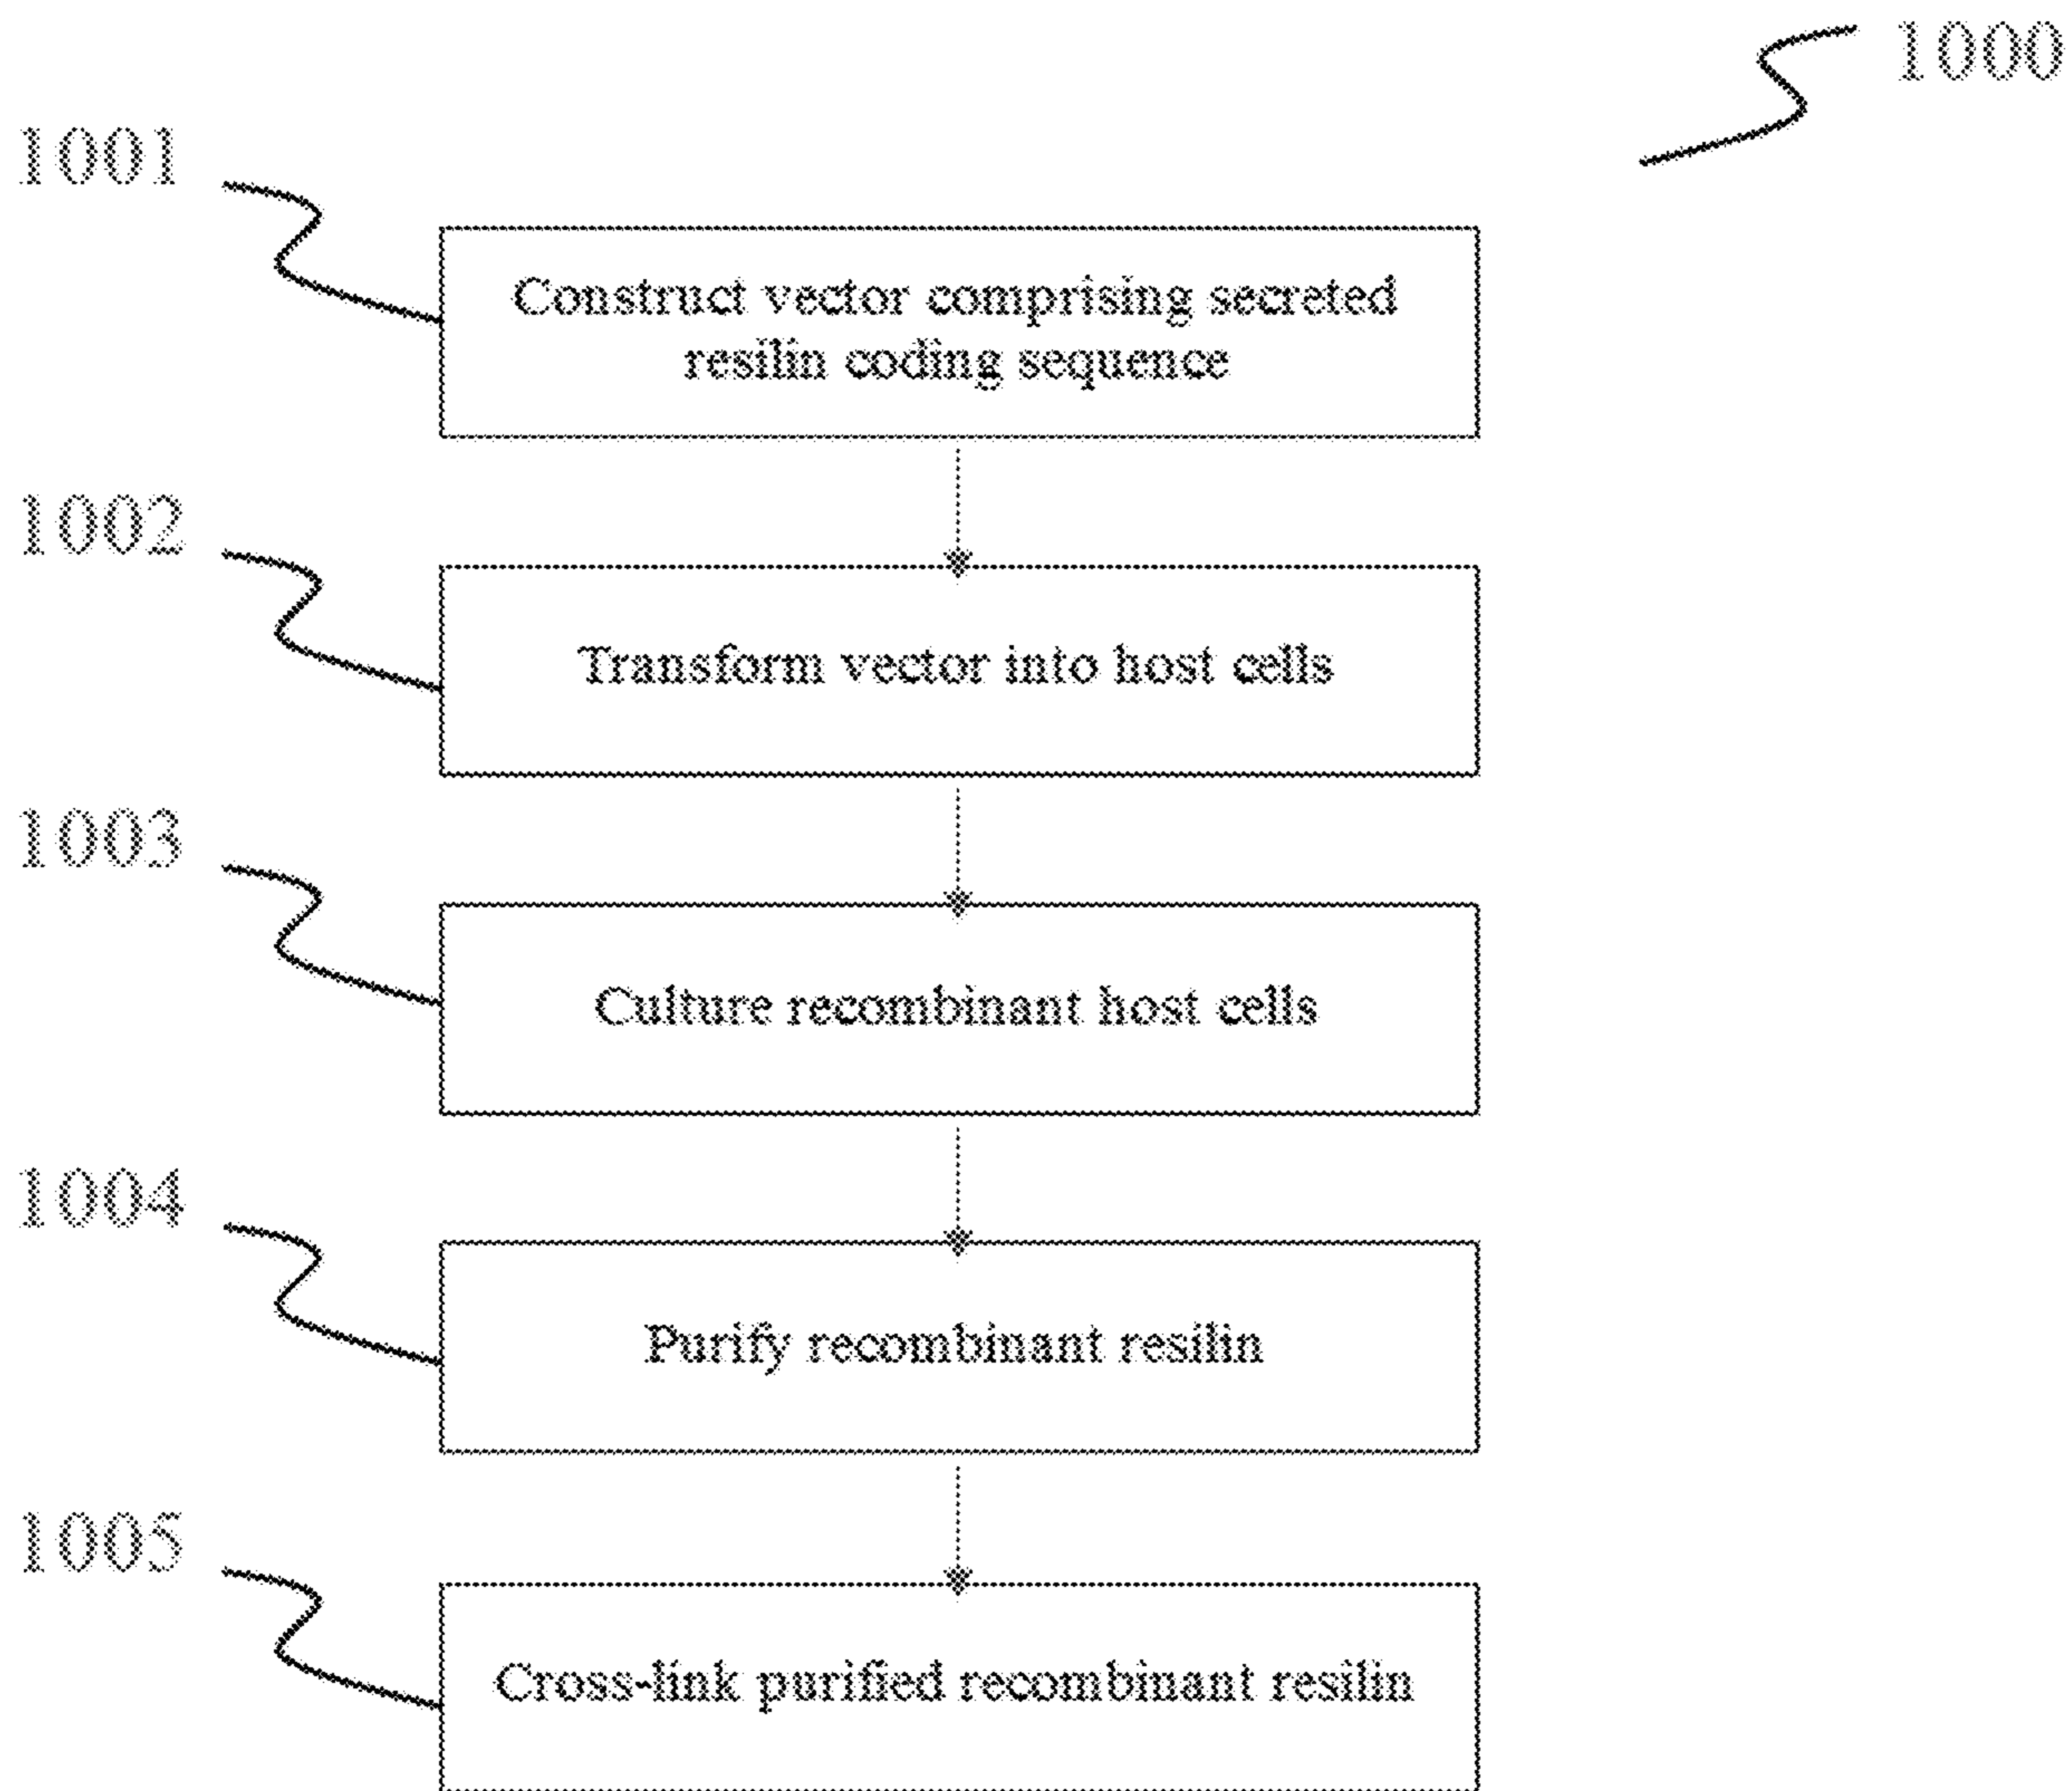 1000
1001
Construct vector comprising secreted
resilin coding sequence
1002
Transform vector into host cells
1003
Culture recombinant host cells
1004
Purify recombinant resilin
1005
Cross-link purified recombinant resilin